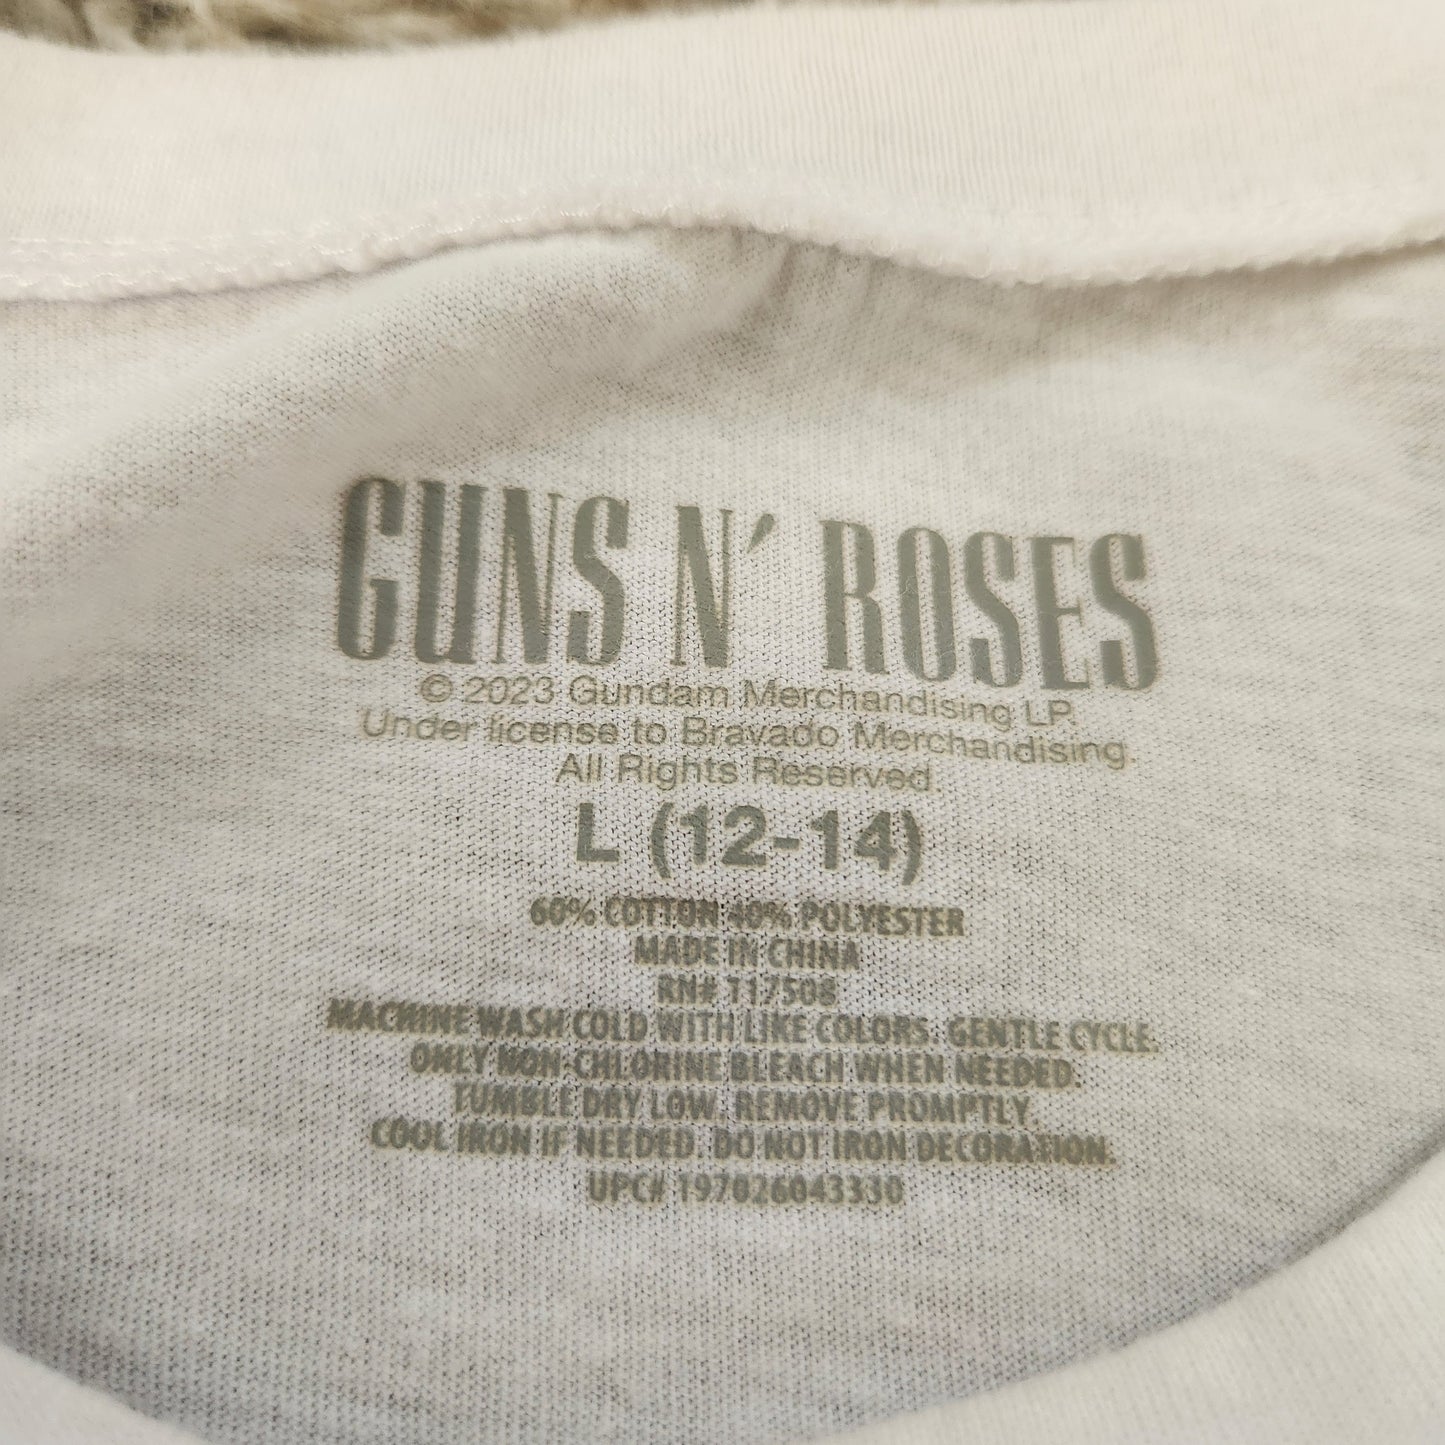 GUNS N' ROSES
© 2023 Gundam Merchandising LP.
Under license to Bravado Merchandising.
All Rights Reserved.
L (12-14)
60% COTTON 40% POLYESTER
MADE IN CHINA
RN# 117508
MACHINE WASH COLD WITH LIKE COLORS. GENTLE CYCLE.
ONLY NON-CHLORINE BLEACH WHEN NEEDED.
TUMBLE DRY LOW. REMOVE PROMPTLY.
COOL IRON IF NEEDED. DO NOT IRON DECORATION.
UPC# 197026043330